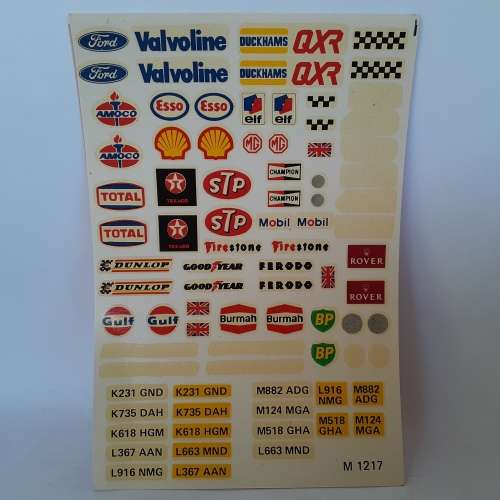 Ford Valvoline DUCKHAMS QXR
Ford Valvoline DUCKHAMS QXR
AMOCO Esso Esso elf elf
AMOCO MG MG
TOTAL TEXACO STP CHAMPION
TOTAL TEXACO STP CHAMPION
Mobil Mobil
Firestone Firestone
DUNLOP GOODYEAR FERODO ROVER
DUNLOP GOODYEAR FERODO ROVER
Gulf Gulf Burmah Burmah BP
BP
K231 GND K231 GND M882 ADG L916 NMG M882 ADG
K735 DAH K735 DAH M124 MGA
K618 HGM K618 HGM M518 GHA M518 GHA M124 MGA
L367 AAN L663 MND L663 MND
L916 NMG L367 AAN M 1217